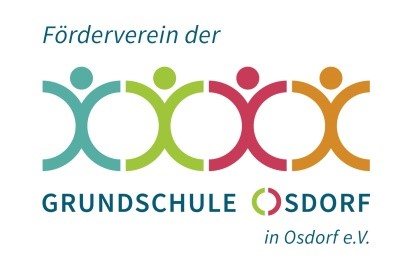 Förderverein der
GRUNDSCHULE OSDORF
in Osdorf e.V.